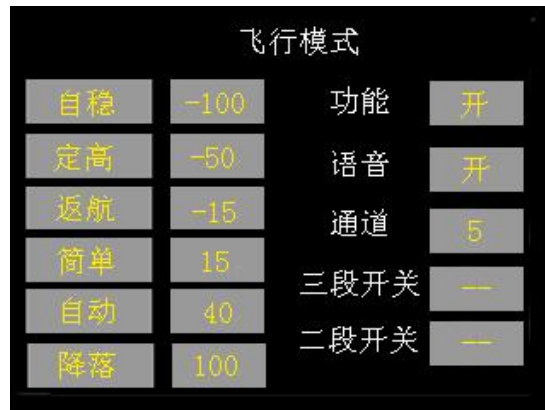 飞行模式
自稳 -100 功能 开
定高 -50 语音 开
返航 -15 通道 5
简单 15 三段开关 --
自动 40 二段开关 --
降落 100